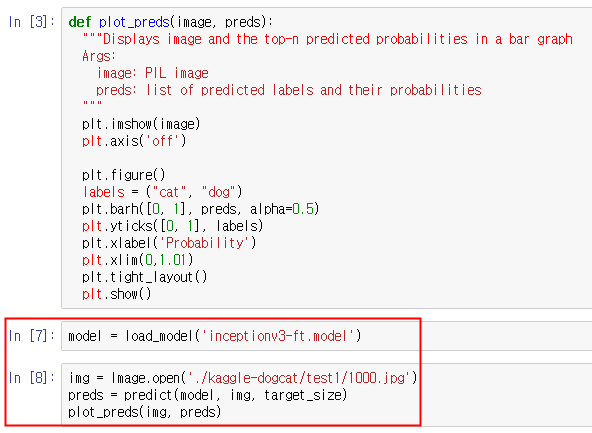 In [3]: def plot_preds(image, preds):
  """Displays image and the top-n predicted probabilities in a bar graph
  Args:
    image: PIL image
    preds: list of predicted labels and their probabilities
  """
  plt.imshow(image)
  plt.axis('off')

  plt.figure()
  labels = ("cat", "dog")
  plt.barh([0, 1], preds, alpha=0.5)
  plt.yticks([0, 1], labels)
  plt.xlabel('Probability')
  plt.xlim(0,1.01)
  plt.tight_layout()
  plt.show()
In [7]: model = load_model('inceptionv3-ft.model')
In [8]: img = Image.open('./kaggle-dogcat/test1/1000.jpg')
preds = predict(model, img, target_size)
plot_preds(img, preds)